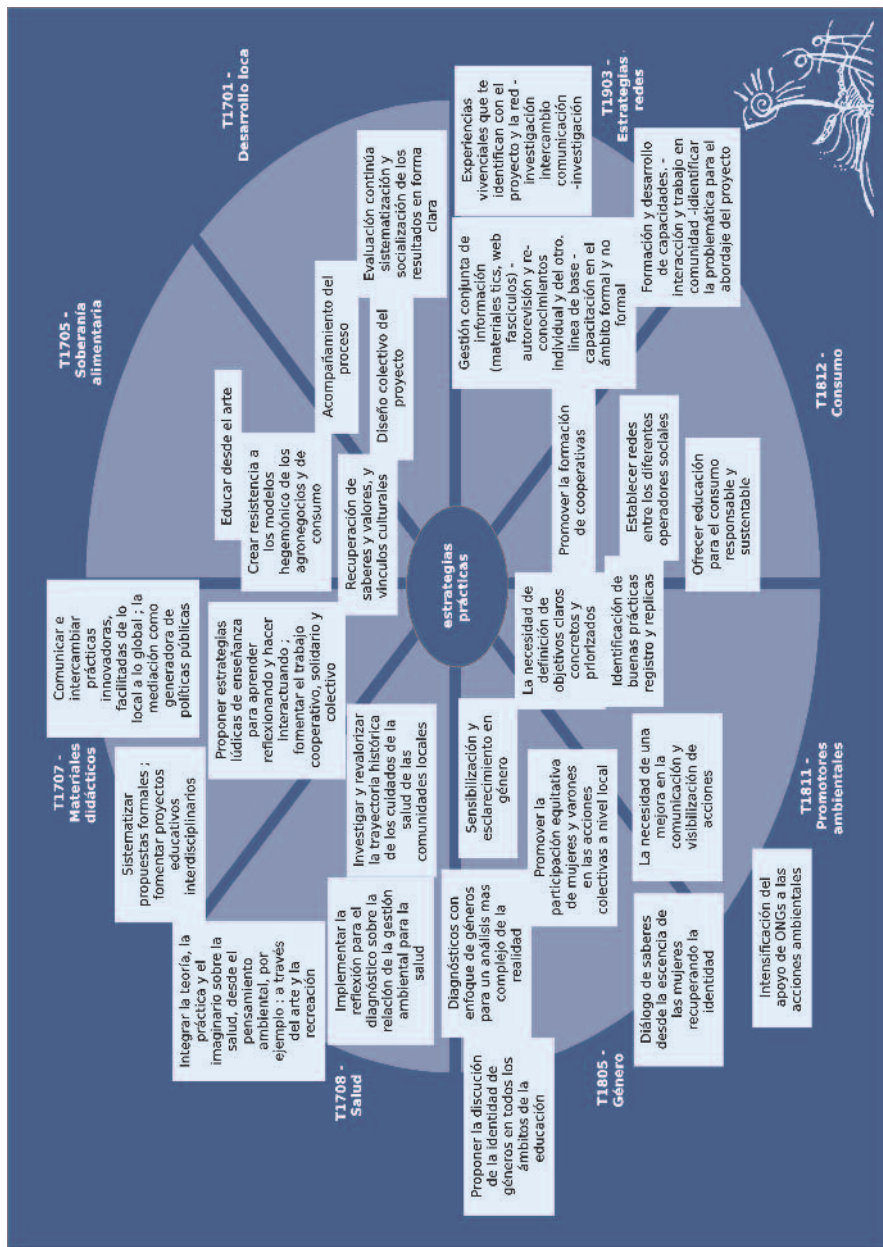 T1707 -
Materiales
didácticos
T1705 -
Soberanía
alimentaria
T1708 -
Salud
T1701 -
Desarrollo loca
Comunicar e
intercambiar
prácticas
innovadoras,
facilitadas de lo
local a lo global ; la
mediación como
generadora de
políticas públicas
Sistematizar
propuestas formales ;
fomentar proyectos
educativos
interdisciplinarios
Integrar la teoría, la
práctica y el
imaginario sobre la
salud, desde el
pensamiento
ambiental, por
ejemplo : a través
del arte y la
recreación
Proponer estrategias
lúdicas de enseñanza
para aprender
reflexionando y hacer
Interactuando ;
fomentar el trabajo
cooperativo, solidario y
colectivo
Educar desde el arte
Crear resistencia a
los modelos
hegemónico de los
agronegocios y de
consumo
Acompañamiento del
proceso
Implementar la
reflexión para el
diagnóstico sobre la
relación de la gestión
ambiental para la
salud
Investigar y revalorizar
la trayectoria histórica
de los cuidados de la
salud de las
comunidades locales
Recuperación de
saberes y valores, y
vínculos culturales
Diseño colectivo del
proyecto
Evaluación continúa
sistematización y
socialización de los
resultados en forma
clara
estrategias
prácticas
Proponer la discución
de la identidad de
géneros en todos los
ámbitos de la
educación
Diagnósticos con
enfoque de géneros
para un análisis mas
complejo de la
realidad
Sensibilización y
esclarecimiento en
género
Promover la
participación equitativa
de mujeres y varones
en las acciones
colectivas a nivel local
La necesidad de
definición de
objetivos claros
concretos y
priorizados
Promover la formación
de cooperativas
Gestión conjunta de
información
(materiales tics, web
fasciculos) -
autorevisión y re-
conocimientos
individual y del otro.
linea de base -
capacitación en el
ámbito formal y no
formal
Experiencias
vivenciales que te
identifican con el
proyecto y la red -
investigación
intercambio
comunicación
-investigación
T1805 -
Género
T1903 -
Estrategias
redes
Diálogo de saberes
desde la escencia de
las mujeres
recuperando la
identidad
La necesidad de una
mejora en la
comunicación y
visibilización de
acciones
Identificación de
buenas prácticas
registro y replicas
Establecer redes
entre los diferentes
operadores sociales
Formación y desarrollo
de capacidades. -
interacción y trabajo en
comunidad -idientificar
la problemática para el
abordaje del proyecto
Ofrecer educación
para el consumo
responsable y
sustentable
Intensificación del
apoyo de ONGs a las
acciones ambientales
T1811 -
Promotores
ambientales
T1812 -
Consumo